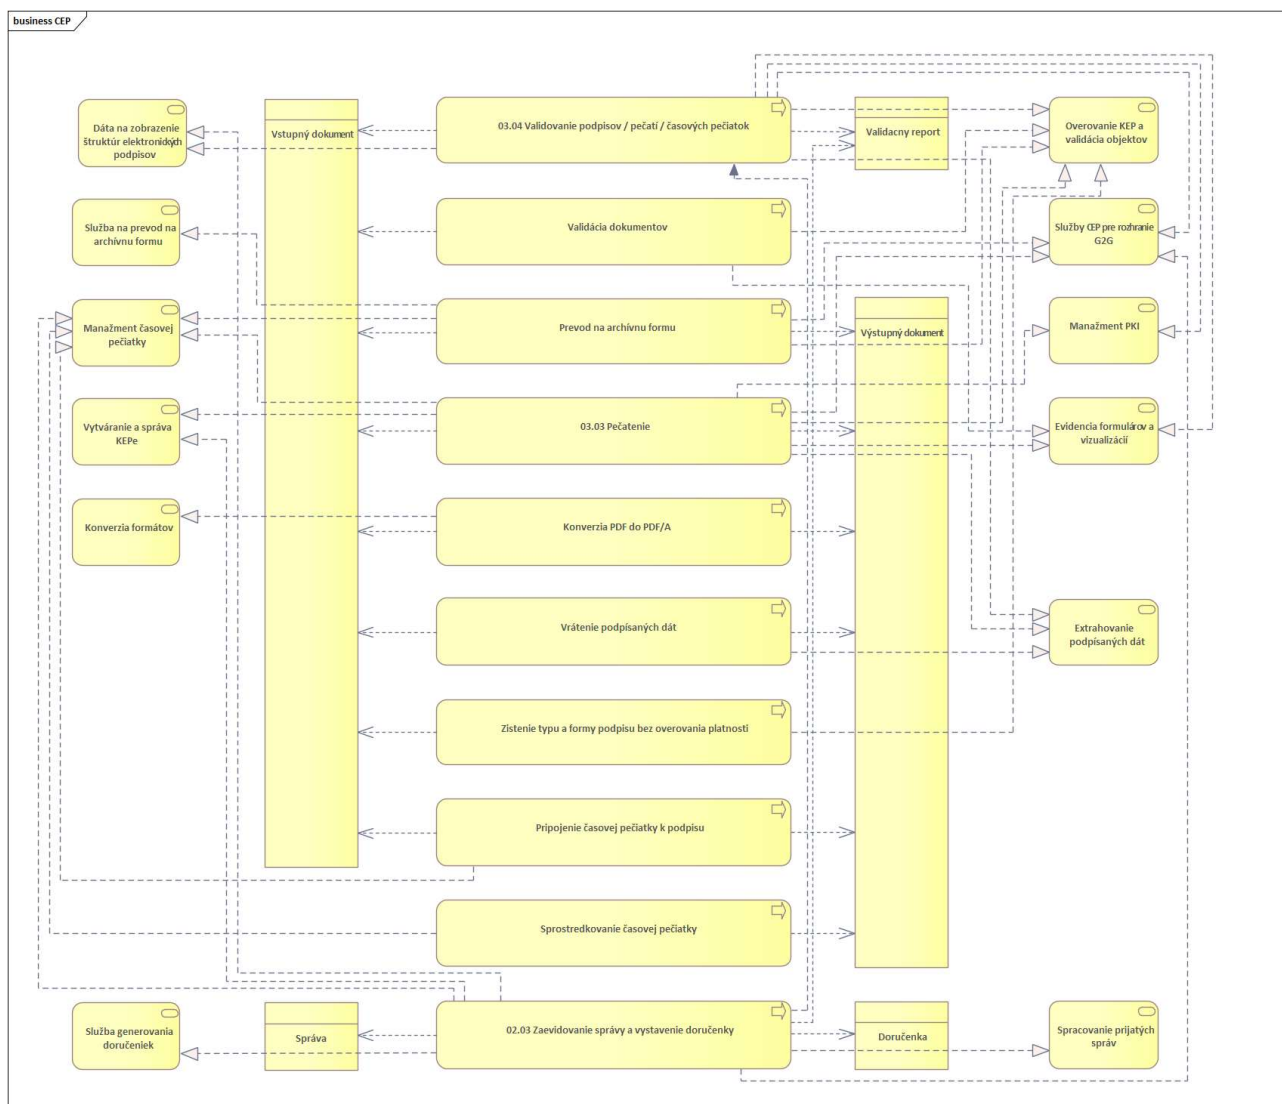 business CEP
Dáta na zobrazenie
štruktúr elektronických
podpisov
Vstupný dokument
03.04 Validovanie podpisov / pečatí / časových pečiatok
Validacny report
Overovanie KEP a
validácia objektov
Služba na prevod na
archívnu formu
Validácia dokumentov
Služby CEP pre rozhranie
G2G
Manažment časovej
pečiatky
Prevod na archívnu formu
Výstupný dokument
Manažment PKI
Vytváranie a správa
KEPe
03.03 Pečatenie
Evidencia formulárov a
vizualizácií
Konverzia formátov
Konverzia PDF do PDF/A
Vrátenie podpísaných dát
Extrahovanie
podpísaných dát
Zistenie typu a formy podpisu bez overovania platnosti
Pripojenie časovej pečiatky k podpisu
Sprostredkovanie časovej pečiatky
Služba generovania
doručeniek
Správa
02.03 Zaevidovanie správy a vystavenie doručenky
Doručenka
Spracovanie prijatých
správ